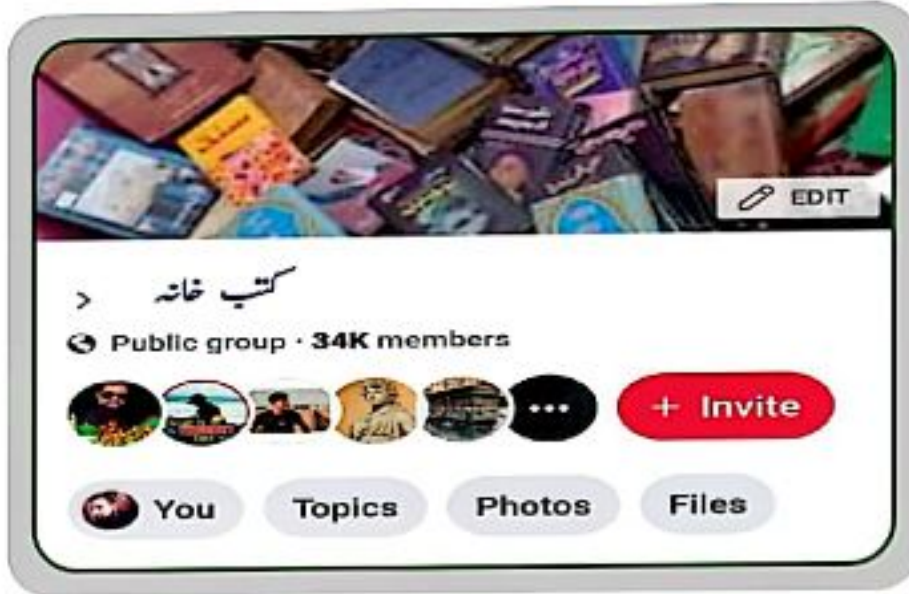 EDIT
کتب خانہ
Public group · 34K members
+ Invite
You Topics Photos Files